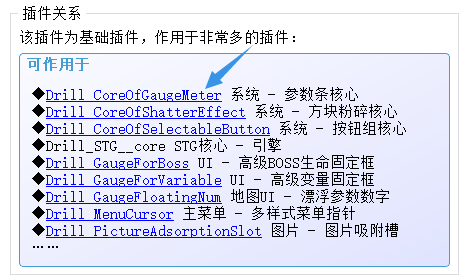 插件关系
该插件为基础插件，作用于非常多的插件：
可作用于
◆Drill_CoreOfGaugeMeter 系统 - 参数条核心
◆Drill_CoreOfShatterEffect 系统 - 方块粉碎核心
◆Drill_CoreOfSelectableButton 系统 - 按钮组核心
◆Drill_STG__core STG核心 - 引擎
◆Drill_GaugeForBoss UI - 高级BOSS生命固定框
◆Drill_GaugeForVariable UI - 高级变量固定框
◆Drill_GaugeFloatingNum 地图UI - 漂浮参数数字
◆Drill_MenuCursor 主菜单 - 多样式菜单指针
◆Drill_PictureAdsorptionSlot 图片 - 图片吸附槽
……